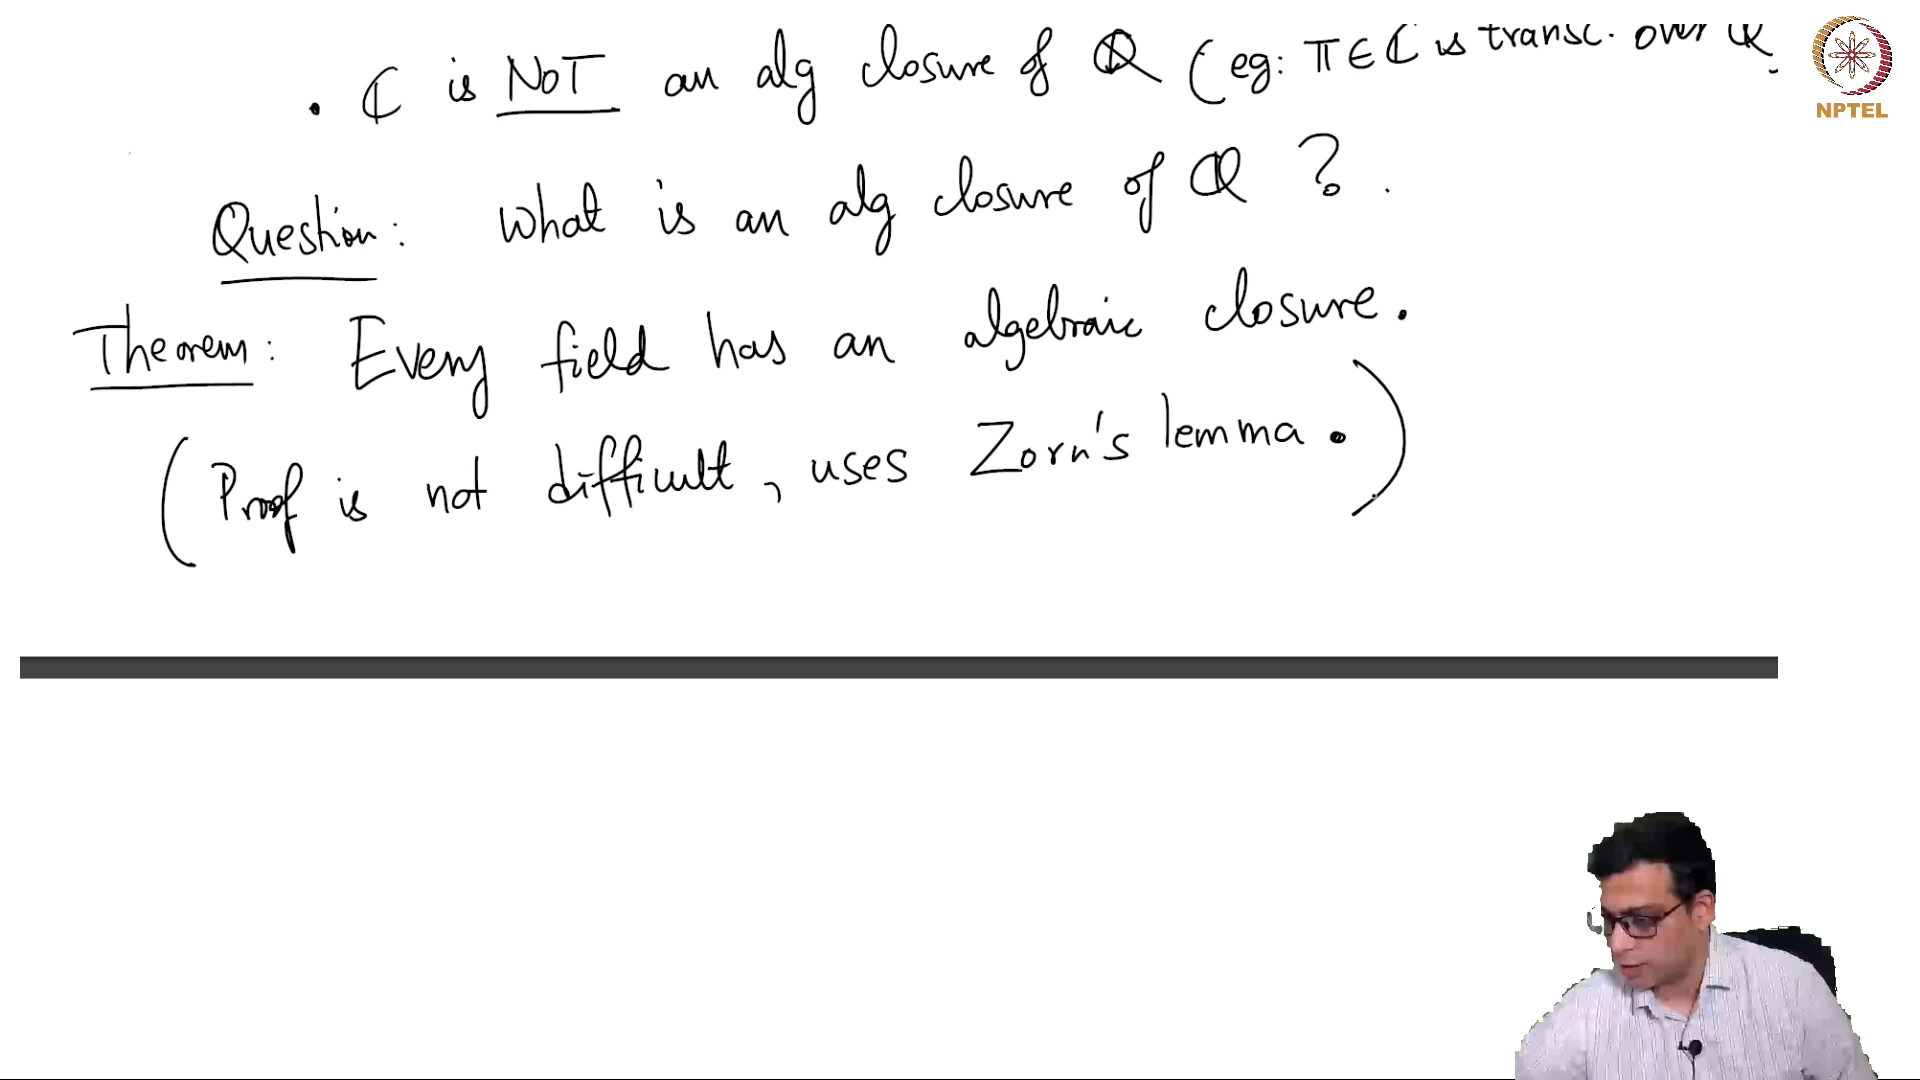 . ℂ is NOT an alg closure of ℚ (eg: π ∈ ℂ is transc. over ℚ.
NPTEL
Question: What is an alg closure of ℚ ? .
Theorem: Every field has an algebraic closure.
(Proof is not difficult, uses Zorn's lemma.)